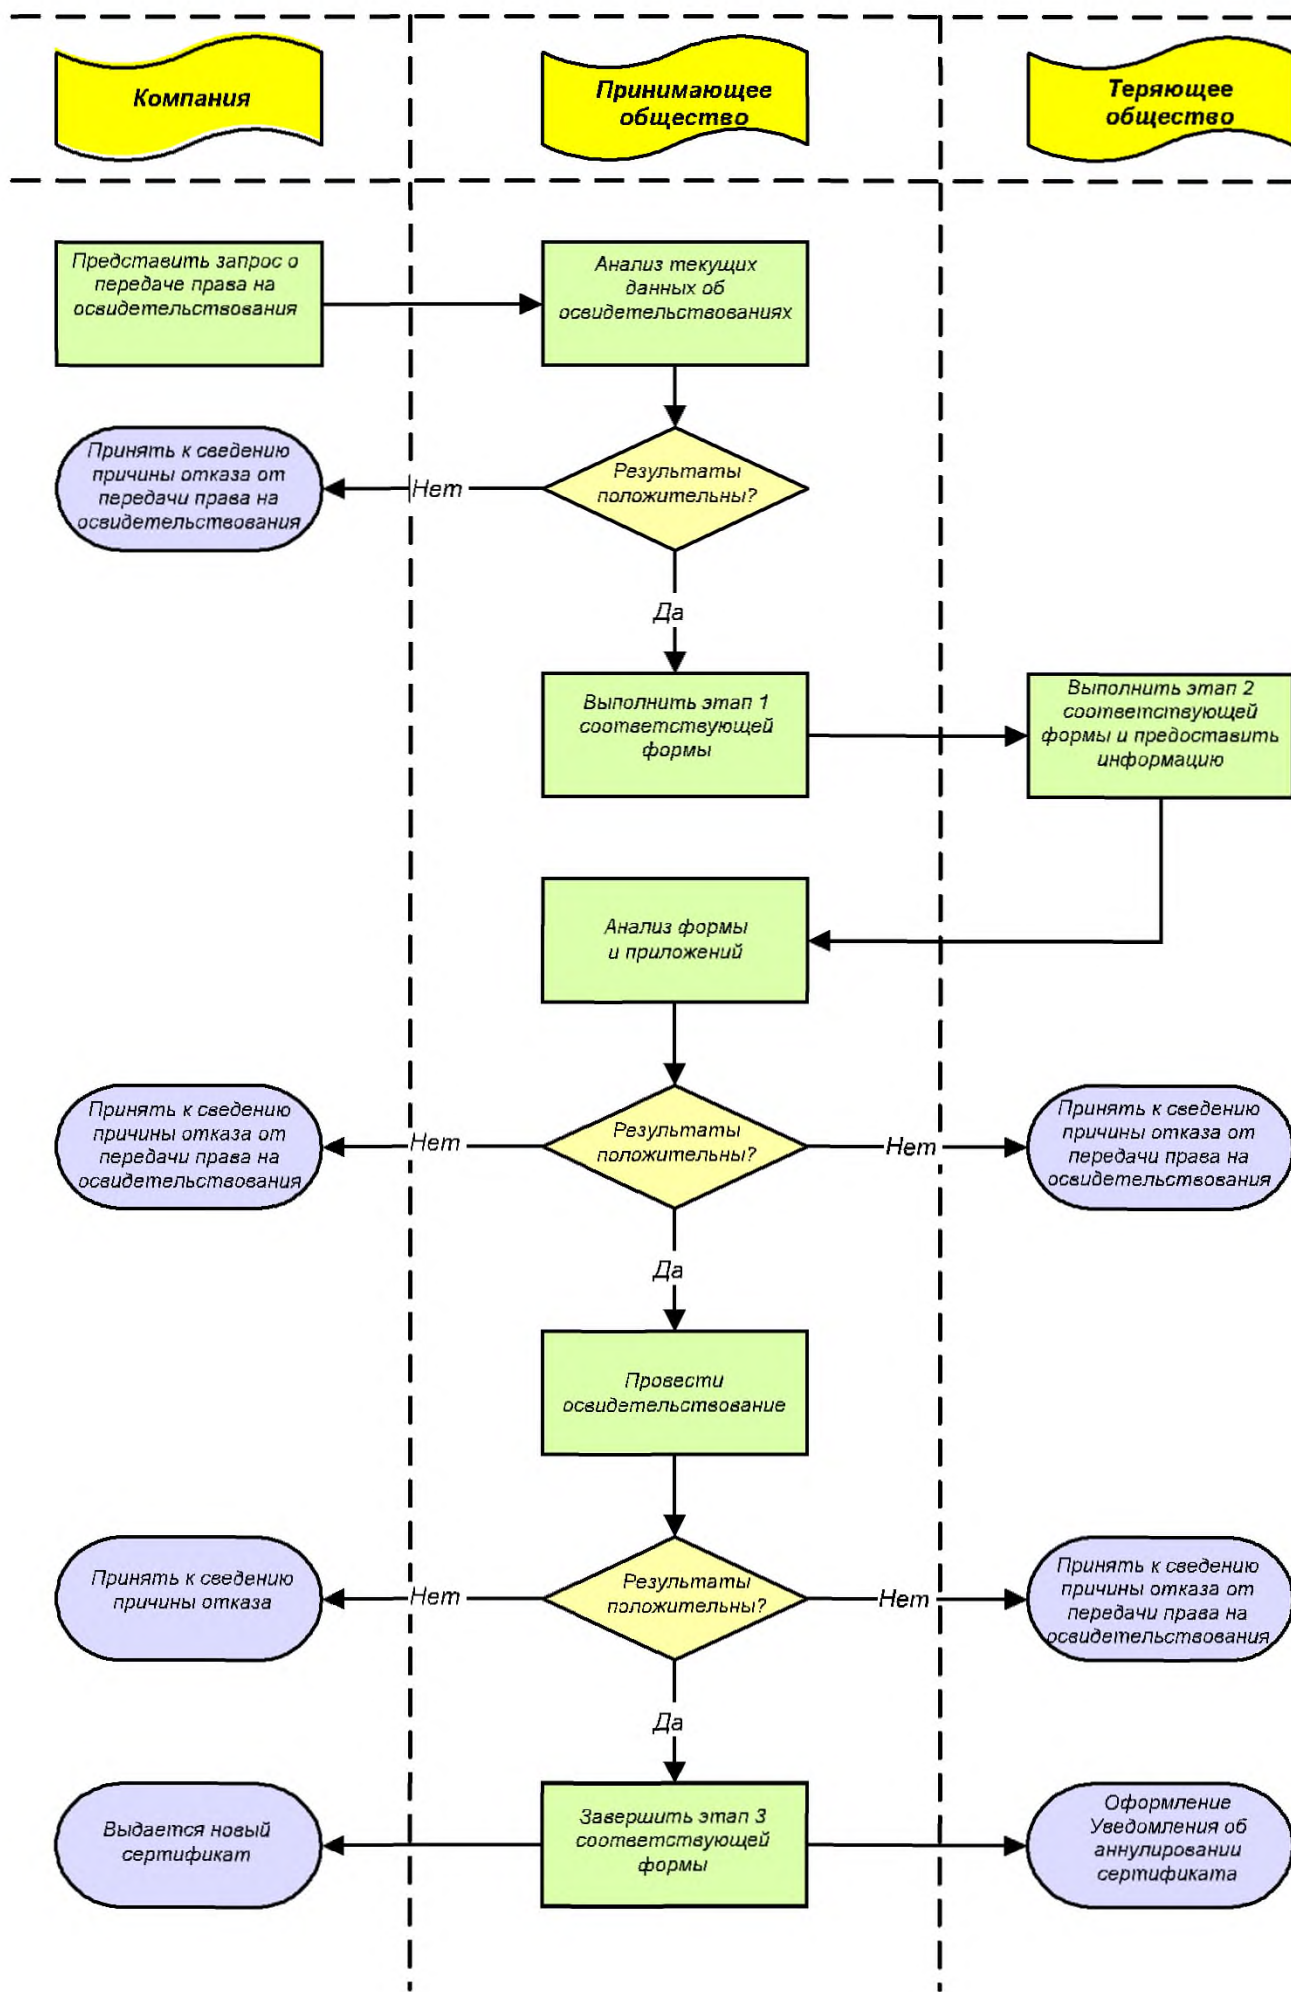 Компания
Принимающее
общество
Теряющее
общество
Представить запрос о
передаче права на
освидетельствования
Анализ текущих
данных об
освидетельствованиях
Принять к сведению
причины отказа от
передачи права на
освидетельствования
Нет
Результаты
положительны?
Да
Выполнить этап 1
соответствующей
формы
Выполнить этап 2
соответствующей
формы и предоставить
информацию
Анализ формы
и приложений
Принять к сведению
причины отказа от
передачи права на
освидетельствования
Нет
Результаты
положительны?
Нет
Принять к сведению
причины отказа от
передачи права на
освидетельствования
Да
Провести
освидетельствование
Принять к сведению
причины отказа
Нет
Результаты
положительны?
Нет
Принять к сведению
причины отказа от
передачи права на
освидетельствования
Да
Выдается новый
сертификат
Завершить этап 3
соответствующей
формы
Оформление
Уведомления об
аннулировании
сертификата